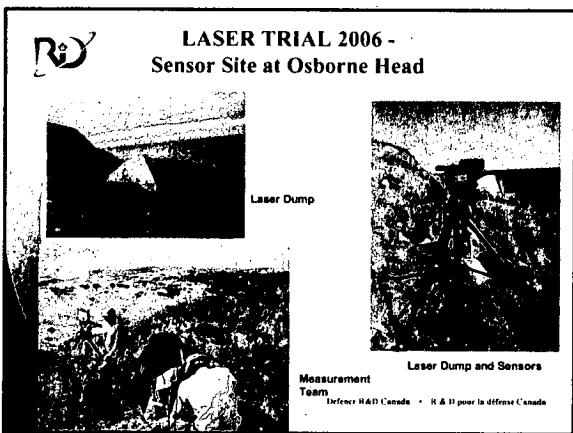 R&D
LASER TRIAL 2006 -
Sensor Site at Osborne Head
Laser Dump
Laser Dump and Sensors
Measurement
Team
Defence R&D Canada • R & D pour la défense Canada